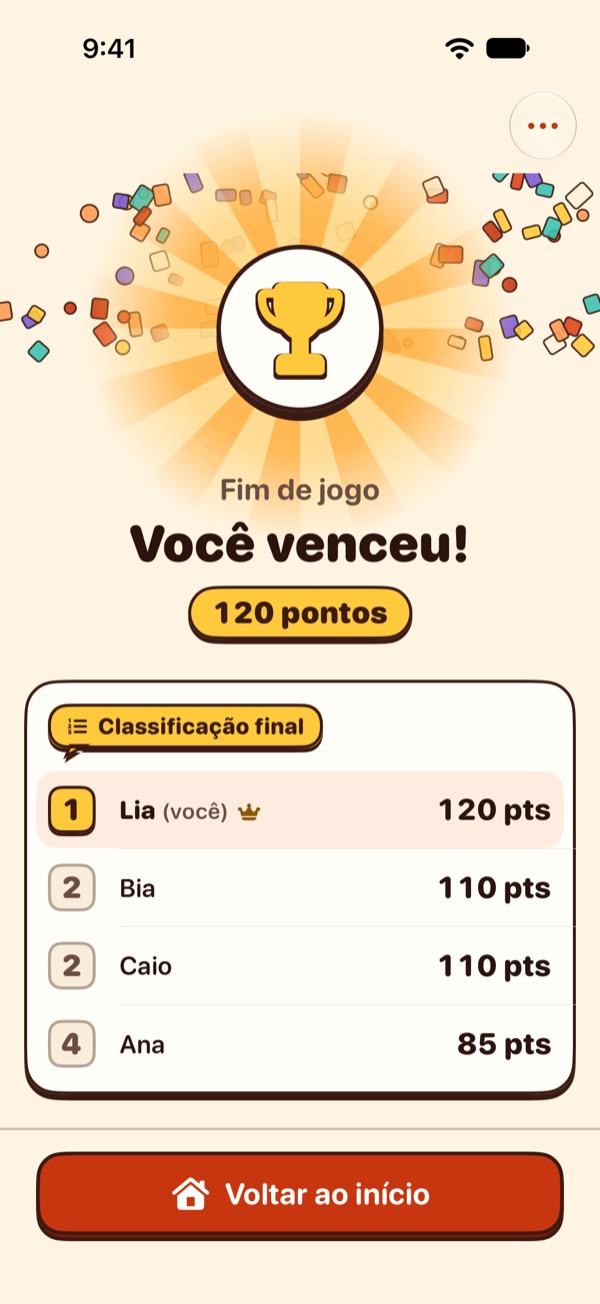 9:41
Fim de jogo
Você venceu!
120 pontos
Classificação final
1 Lia (você) 120 pts
2 Bia 110 pts
2 Caio 110 pts
4 Ana 85 pts
Voltar ao início